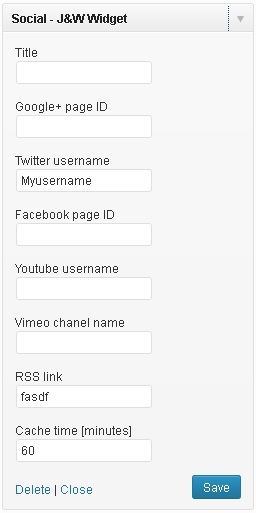 Social - J&W Widget
Title
Google+ page ID
Twitter username
Myusername
Facebook page ID
Youtube username
Vimeo chanel name
RSS link
fasdf
Cache time [minutes]
60
Delete | Close
Save